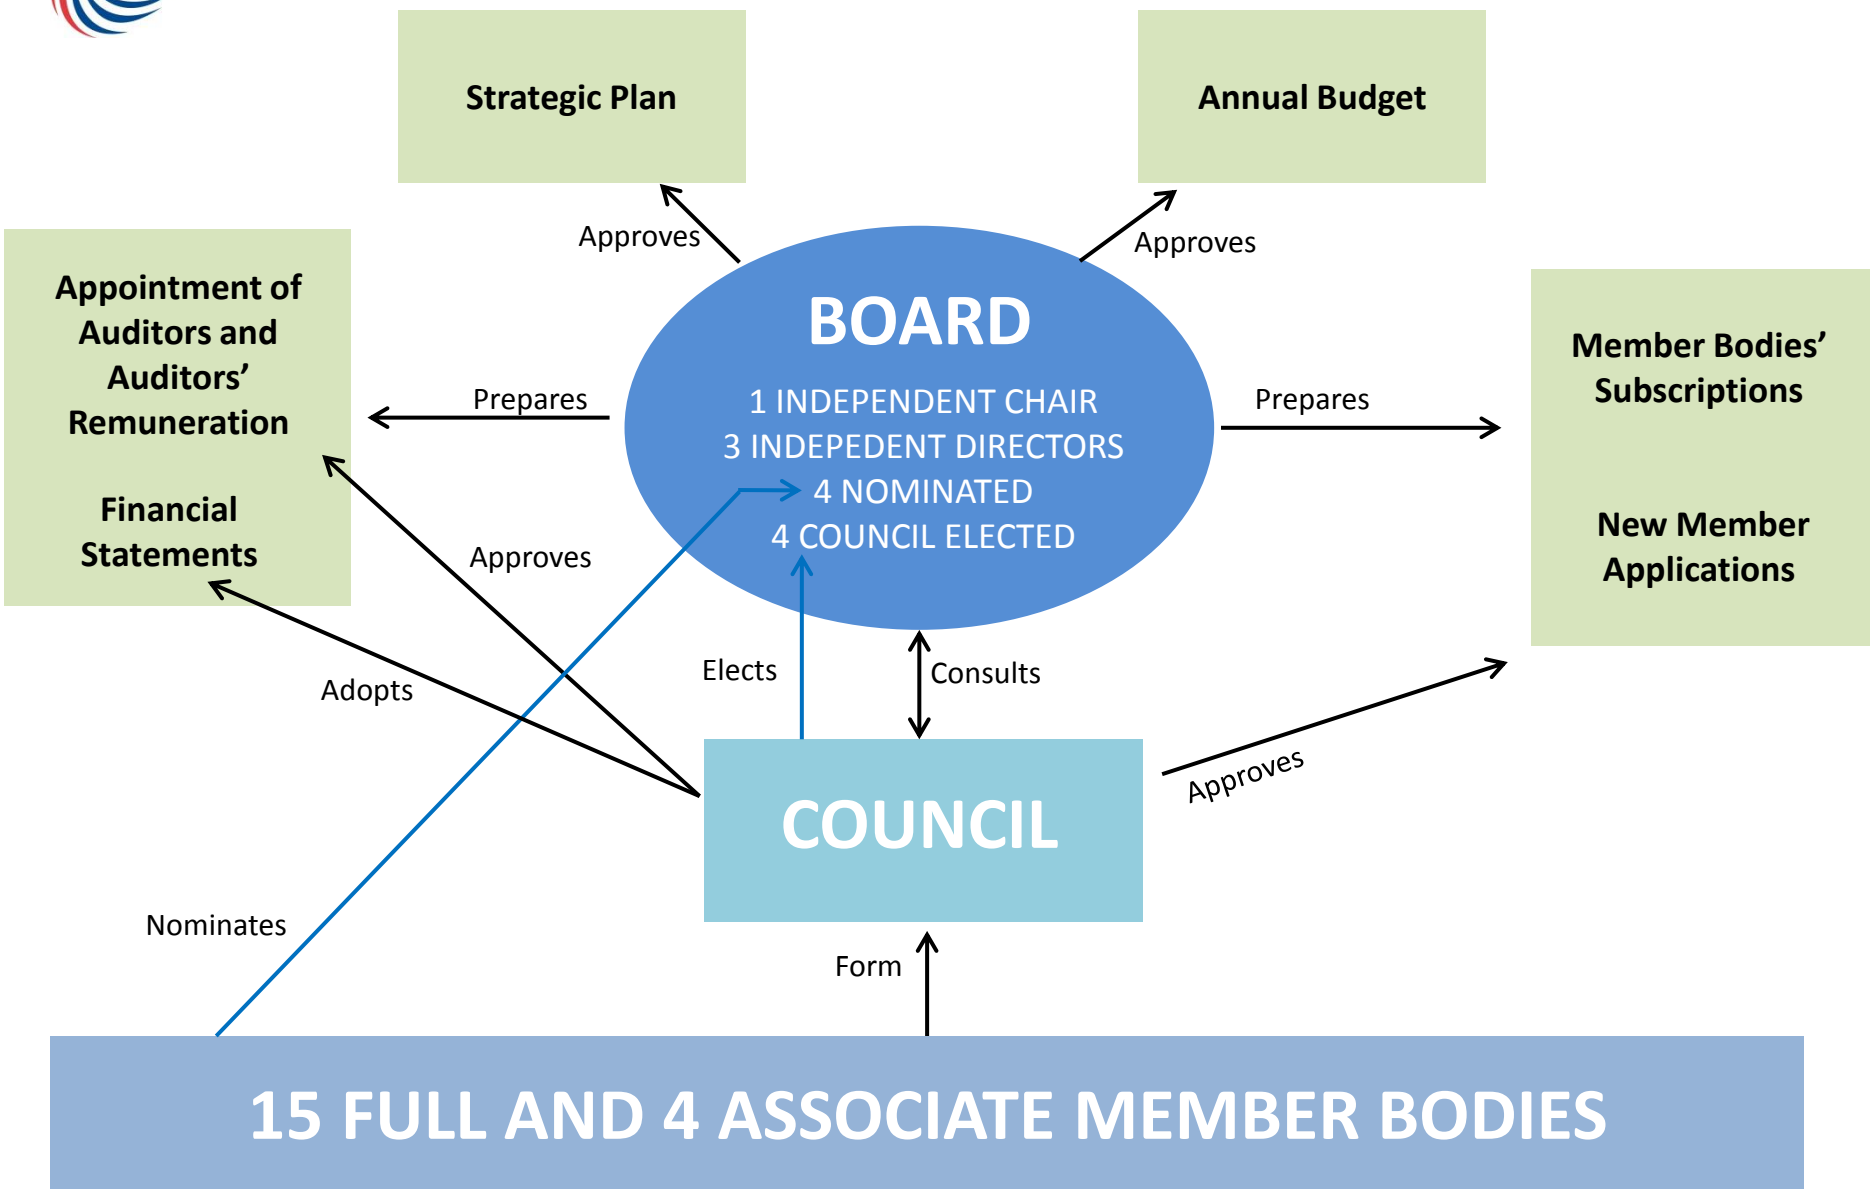 Strategic Plan
Annual Budget
Approves
Approves
Appointment of
Auditors and
Auditors’
Remuneration
Financial
Statements
Prepares
BOARD
1 INDEPENDENT CHAIR
3 INDEPEDENT DIRECTORS
4 NOMINATED
4 COUNCIL ELECTED
Prepares
Member Bodies’
Subscriptions
New Member
Applications
Approves
Adopts
Elects
Consults
Approves
COUNCIL
Nominates
Form
15 FULL AND 4 ASSOCIATE MEMBER BODIES